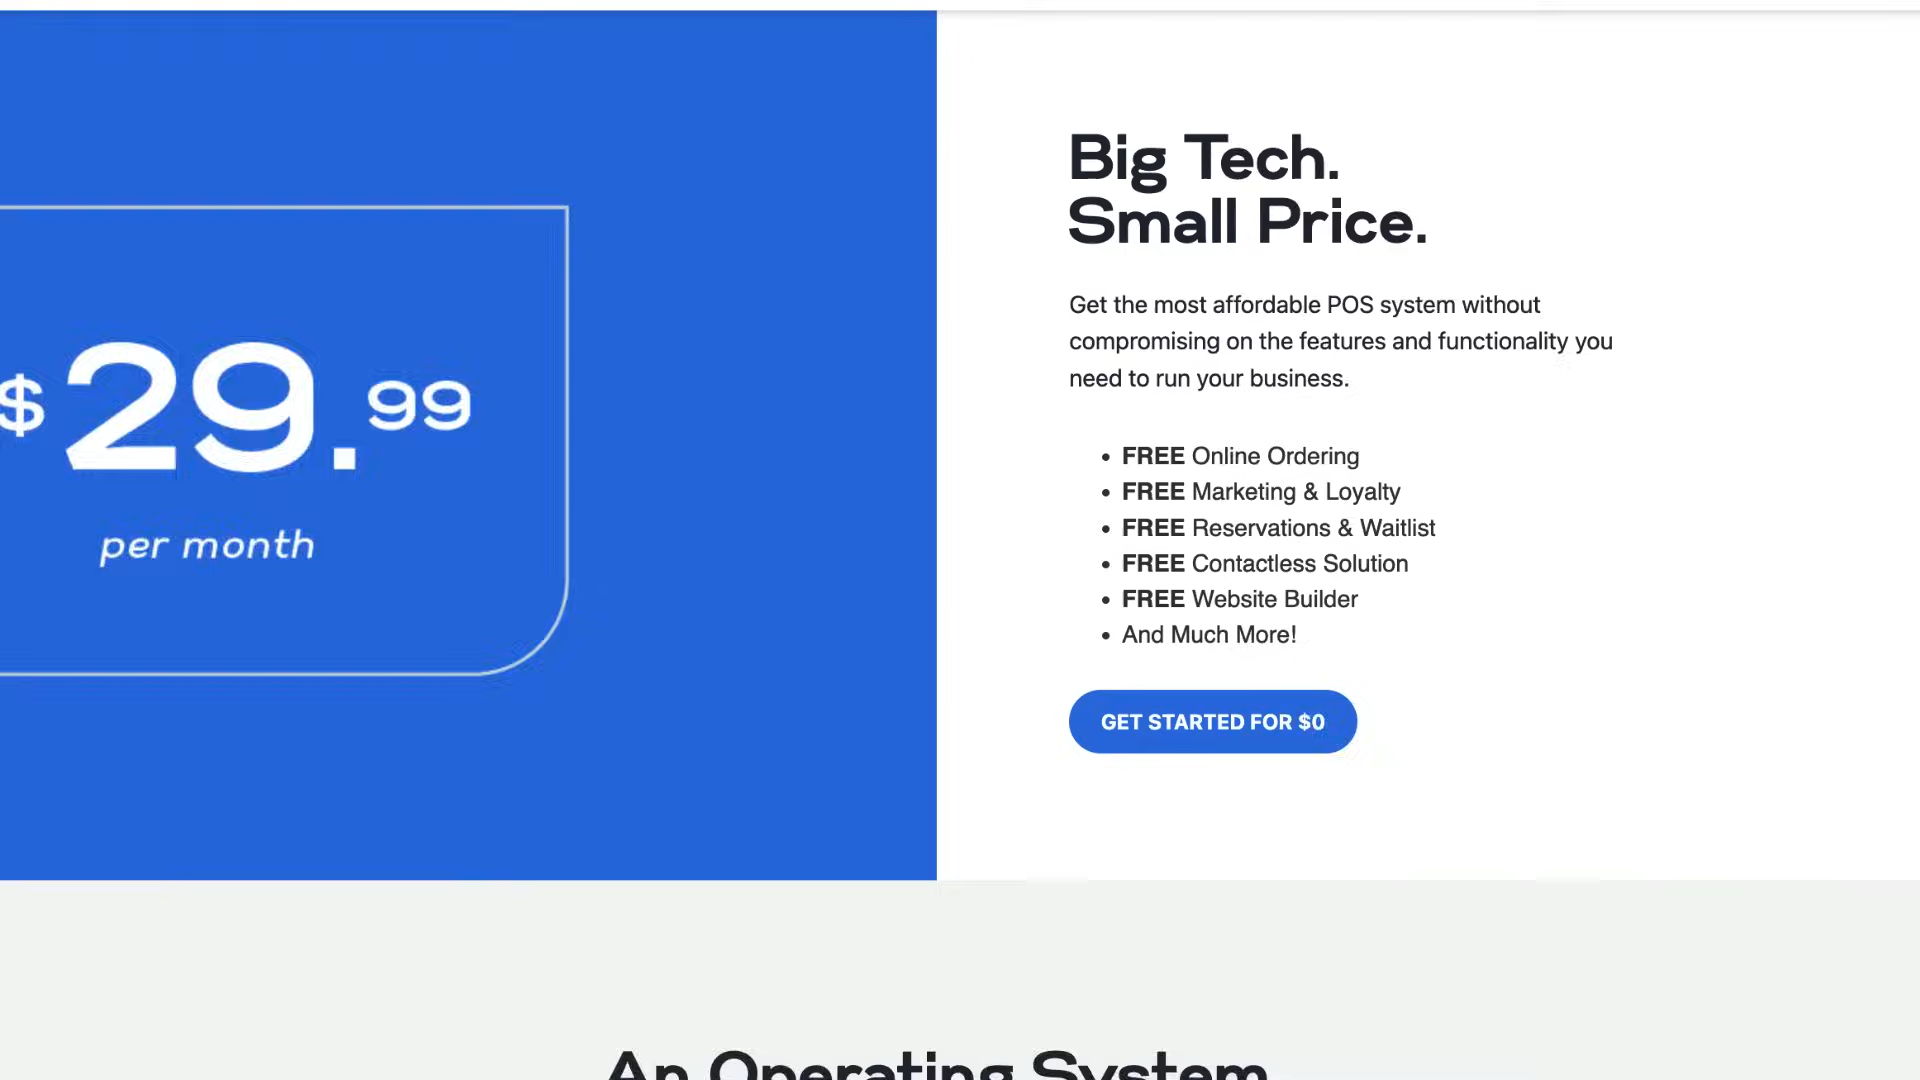 $29.99
per month
Big Tech.
Small Price.
Get the most affordable POS system without
compromising on the features and functionality you
need to run your business.
• FREE Online Ordering
• FREE Marketing & Loyalty
• FREE Reservations & Waitlist
• FREE Contactless Solution
• FREE Website Builder
• And Much More!
GET STARTED FOR $0
An Operating System